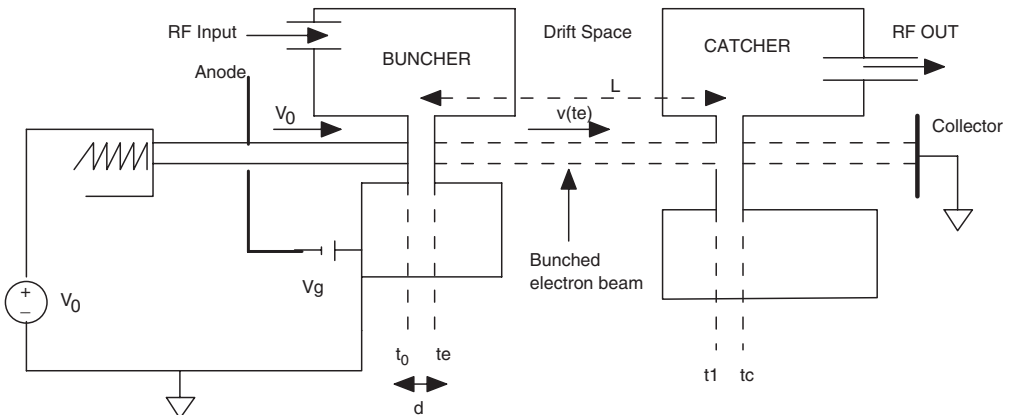 RF Input
Drift Space
RF OUT
BUNCHER
CATCHER
Anode
L
V0
v(te)
Collector
Bunched
electron beam
Vg
+
−
V0
t0 te
t1 tc
d